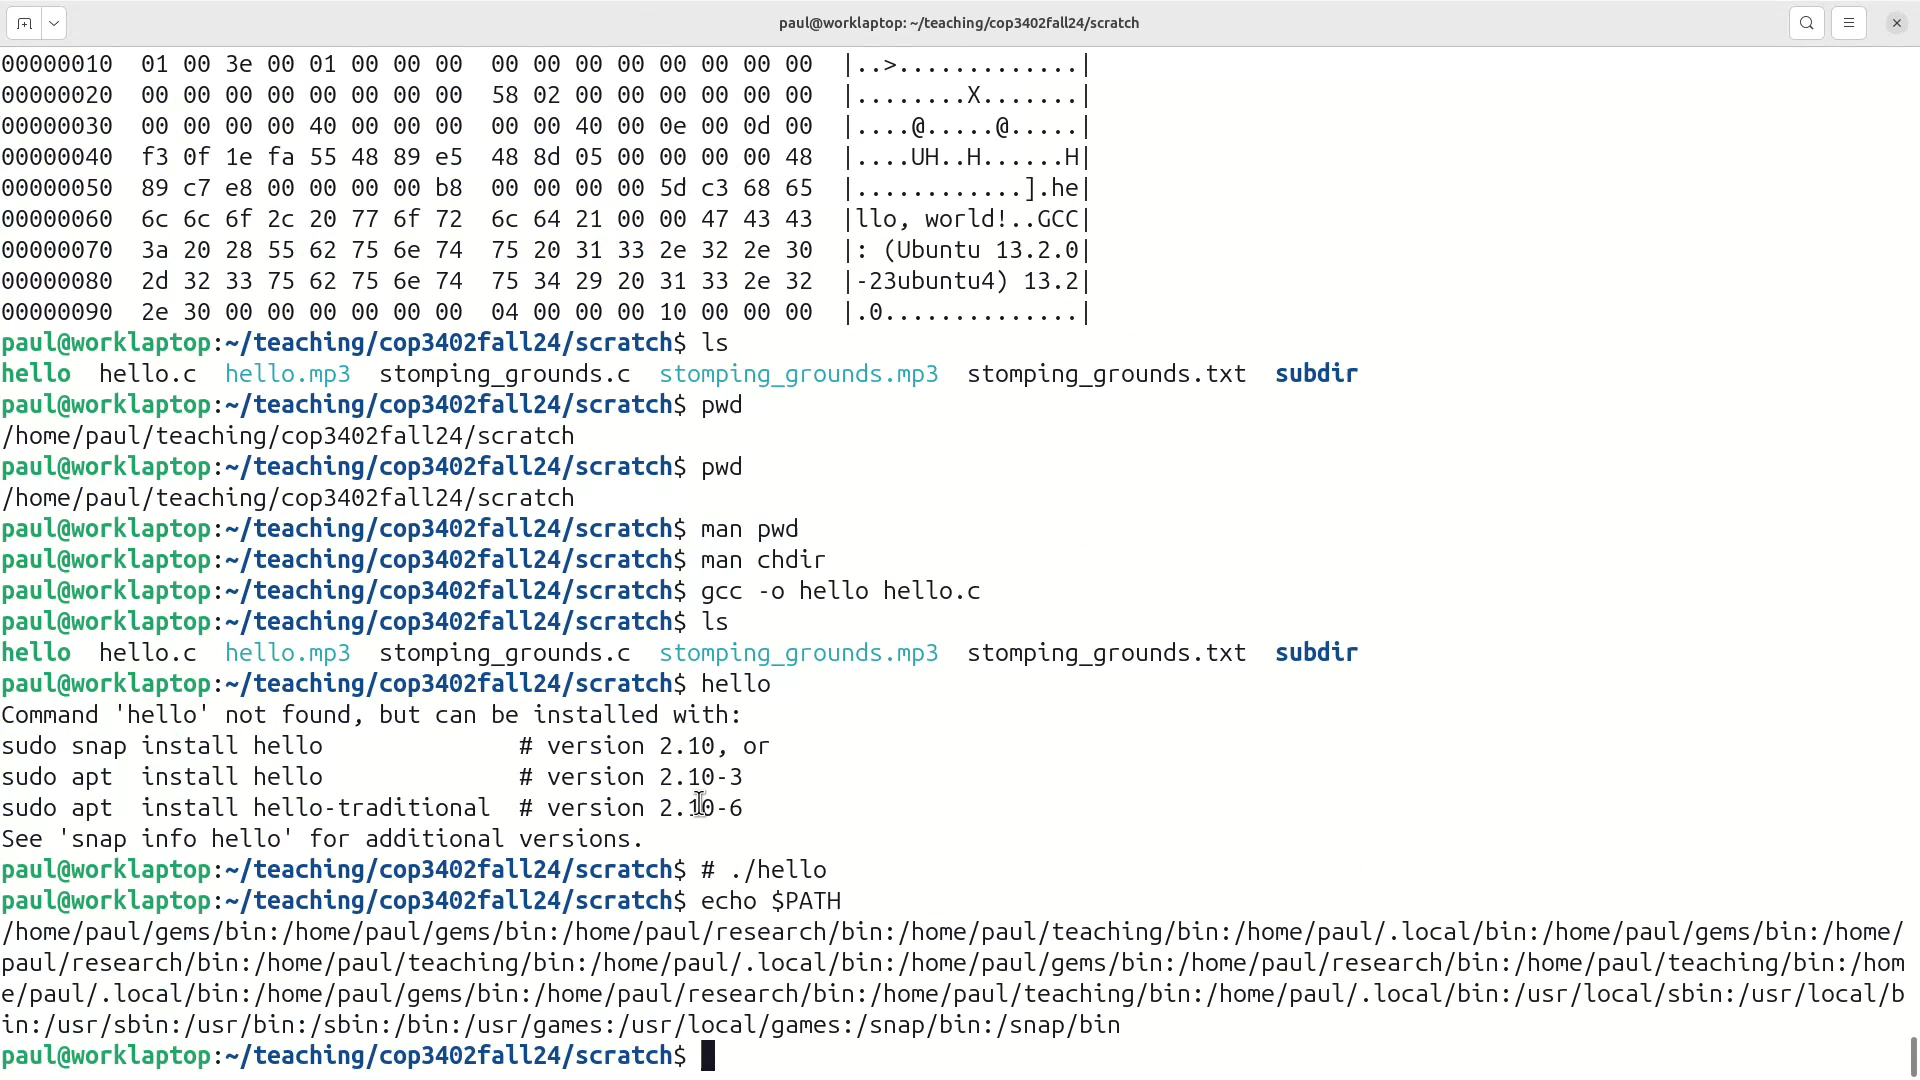 paul@worklaptop: ~/teaching/cop3402fall24/scratch
00000010  01 00 3e 00 01 00 00 00  00 00 00 00 00 00 00 00  |..>.............|
00000020  00 00 00 00 00 00 00 00  58 02 00 00 00 00 00 00  |........X.......|
00000030  00 00 00 00 40 00 00 00  00 00 40 00 0e 00 0d 00  |....@.....@.....|
00000040  f3 0f 1e fa 55 48 89 e5  48 8d 05 00 00 00 00 48  |....UH..H......H|
00000050  89 c7 e8 00 00 00 00 b8  00 00 00 00 5d c3 68 65  |............].he|
00000060  6c 6c 6f 2c 20 77 6f 72  6c 64 21 00 00 47 43 43  |llo, world!..GCC|
00000070  3a 20 28 55 62 75 6e 74  75 20 31 33 2e 32 2e 30  |: (Ubuntu 13.2.0|
00000080  2d 32 33 75 62 75 6e 74  75 34 29 20 31 33 2e 32  |-23ubuntu4) 13.2|
00000090  2e 30 00 00 00 00 00 00  04 00 00 00 10 00 00 00  |.0..............|
paul@worklaptop:~/teaching/cop3402fall24/scratch$ ls
hello  hello.c  hello.mp3  stomping_grounds.c  stomping_grounds.mp3  stomping_grounds.txt  subdir
paul@worklaptop:~/teaching/cop3402fall24/scratch$ pwd
/home/paul/teaching/cop3402fall24/scratch
paul@worklaptop:~/teaching/cop3402fall24/scratch$ pwd
/home/paul/teaching/cop3402fall24/scratch
paul@worklaptop:~/teaching/cop3402fall24/scratch$ man pwd
paul@worklaptop:~/teaching/cop3402fall24/scratch$ man chdir
paul@worklaptop:~/teaching/cop3402fall24/scratch$ gcc -o hello hello.c
paul@worklaptop:~/teaching/cop3402fall24/scratch$ ls
hello  hello.c  hello.mp3  stomping_grounds.c  stomping_grounds.mp3  stomping_grounds.txt  subdir
paul@worklaptop:~/teaching/cop3402fall24/scratch$ hello
Command 'hello' not found, but can be installed with:
sudo snap install hello              # version 2.10, or
sudo apt  install hello              # version 2.10-3
sudo apt  install hello-traditional  # version 2.10-6
See 'snap info hello' for additional versions.
paul@worklaptop:~/teaching/cop3402fall24/scratch$ # ./hello
paul@worklaptop:~/teaching/cop3402fall24/scratch$ echo $PATH
/home/paul/gems/bin:/home/paul/gems/bin:/home/paul/research/bin:/home/paul/teaching/bin:/home/paul/.local/bin:/home/paul/gems/bin:/home/
paul/research/bin:/home/paul/teaching/bin:/home/paul/.local/bin:/home/paul/gems/bin:/home/paul/research/bin:/home/paul/teaching/bin:/hom
e/paul/.local/bin:/home/paul/gems/bin:/home/paul/research/bin:/home/paul/teaching/bin:/home/paul/.local/bin:/usr/local/sbin:/usr/local/b
in:/usr/sbin:/usr/bin:/sbin:/bin:/usr/games:/usr/local/games:/snap/bin:/snap/bin
paul@worklaptop:~/teaching/cop3402fall24/scratch$